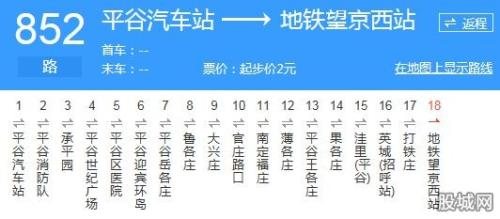 852
路
平谷汽车站 ⟶ 地铁望京西站
⇌ 返程
首车：--
末车：--
票价：起步价2元
在地图上显示路线
1 ⇌ 平谷汽车站
2 ⇌ 平谷消防队
3 ⇌ 承平园
4 ⇌ 平谷世纪广场
5 ⇌ 平谷区医院
6 ⇌ 平谷迎宾环岛
7 ⇌ 平谷岳各庄
8 ⇌ 鲁各庄
9 ⇌ 大兴庄
10 ⇌ 官庄路口
11 ⇌ 南定福庄
12 ⇌ 薄各庄
13 ⇌ 平谷王各庄
14 ⇌ 果各庄
15 ⇌ 洼里(平谷)
16 ⇌ 英城(招呼站)
17 ⇌ 打铁庄
18 ⇀ 地铁望京西站
股城网